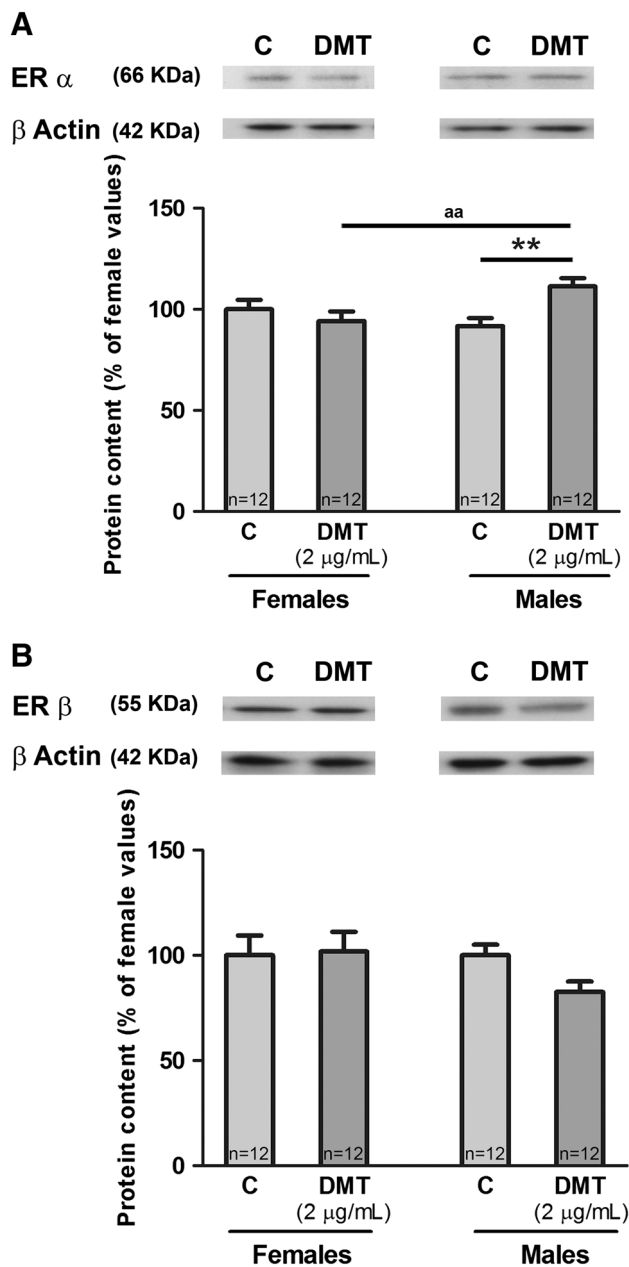 A
C DMT C DMT
ER α (66 KDa)
β Actin (42 KDa)
Protein content (% of female values)
150
100
50
0
aa
**
n=12 n=12 n=12 n=12
C DMT C DMT
(2 μg/mL) (2 μg/mL)
Females Males
B
C DMT C DMT
ER β (55 KDa)
β Actin (42 KDa)
Protein content (% of female values)
150
100
50
0
n=12 n=12 n=12 n=12
C DMT C DMT
(2 μg/mL) (2 μg/mL)
Females Males